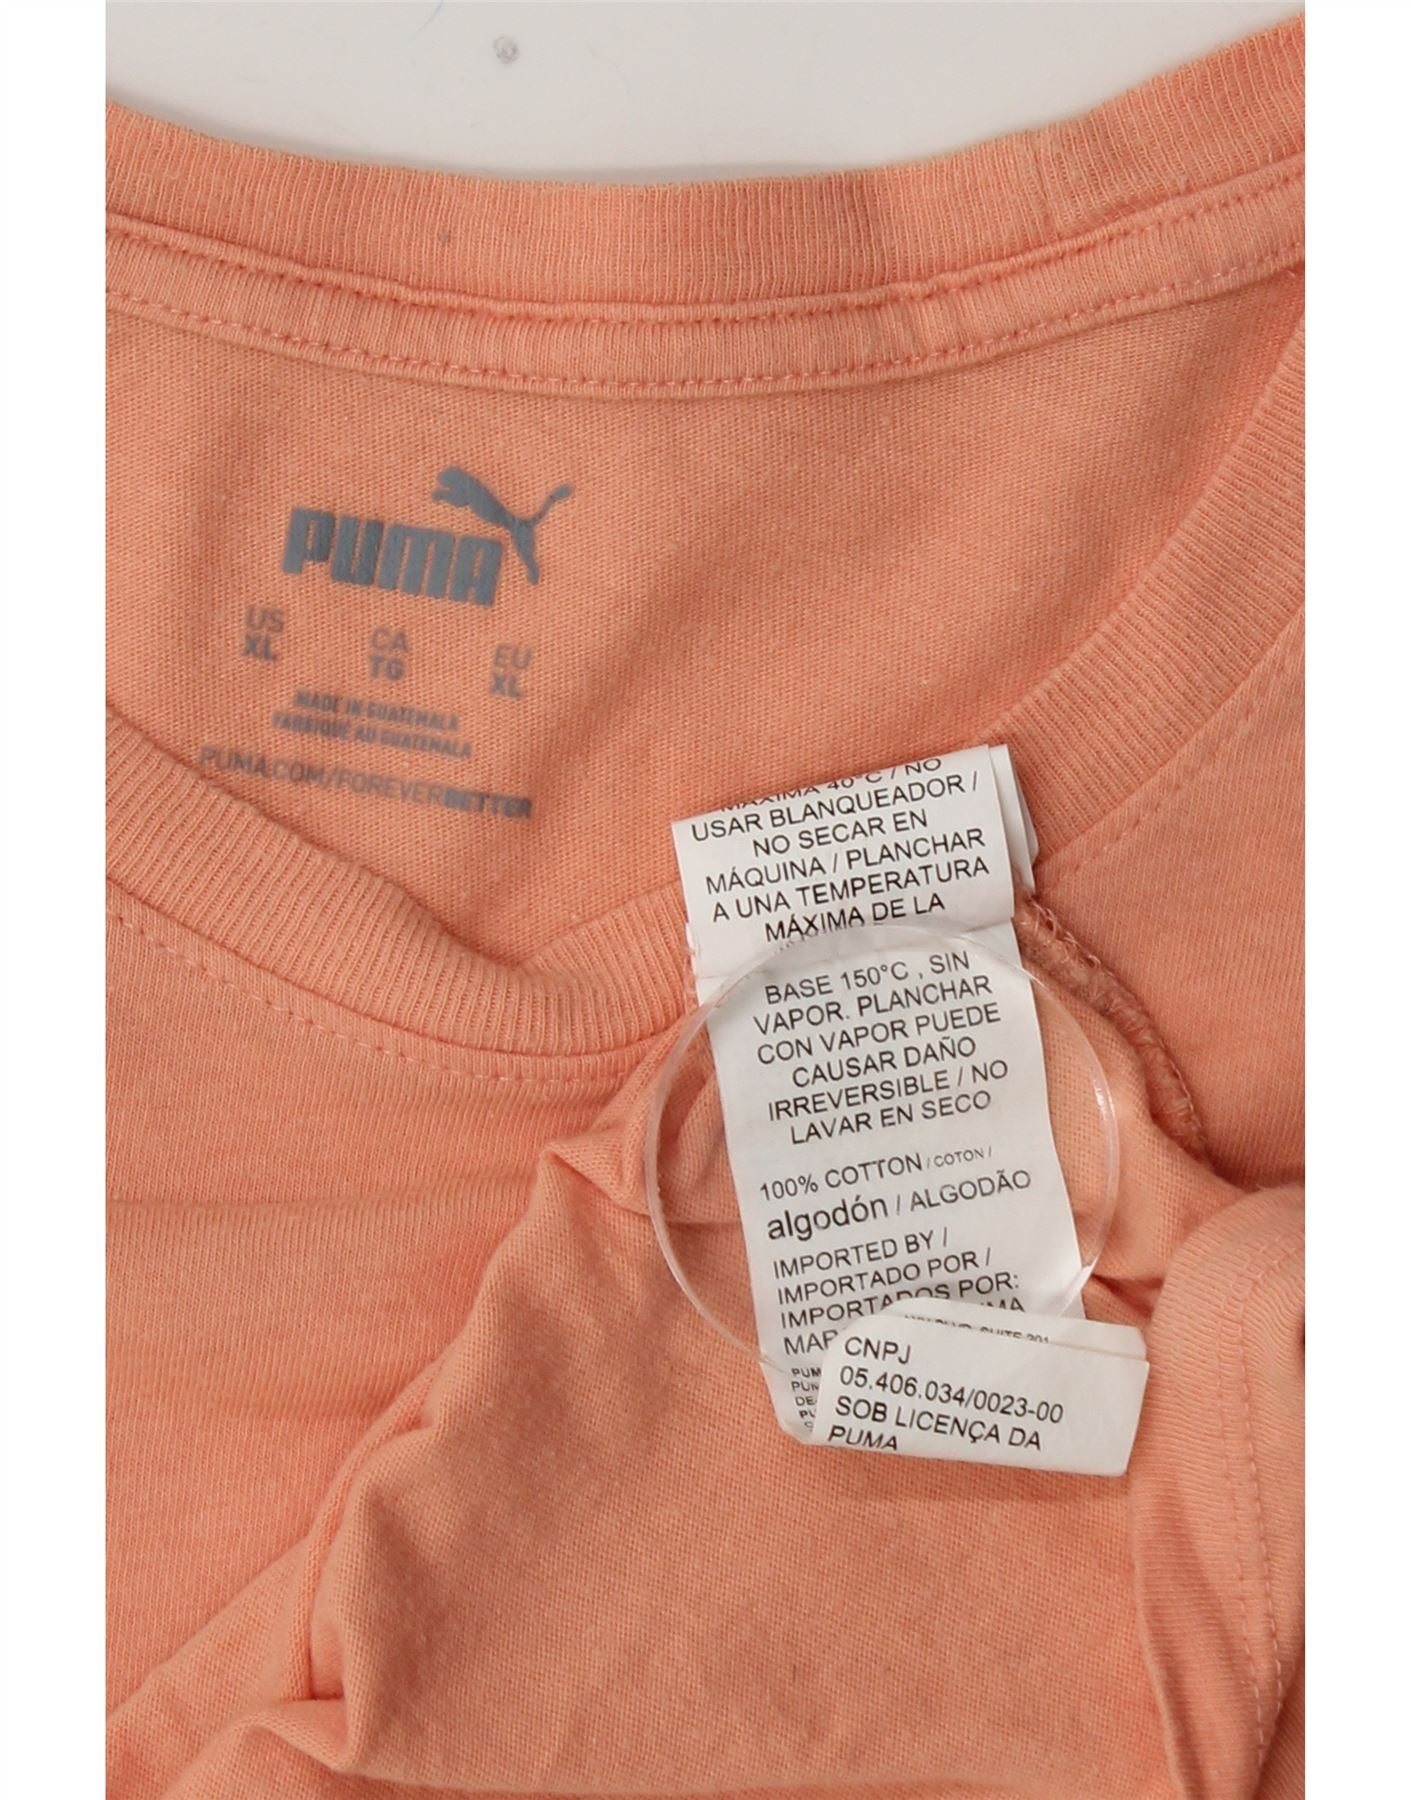 PUMA
US CA EU
XL TG XL
MADE IN GUATEMALA
FABRIQUÉ AU GUATEMALA
PUMA.COM/FOREVERBETTER
MÁXIMA 40°C / NO
USAR BLANQUEADOR /
NO SECAR EN
MÁQUINA / PLANCHAR
A UNA TEMPERATURA
MÁXIMA DE LA
BASE 150°C , SIN
VAPOR. PLANCHAR
CON VAPOR PUEDE
CAUSAR DAÑO
IRREVERSIBLE / NO
LAVAR EN SECO
100% COTTON / COTON /
algodón / ALGODÃO
IMPORTED BY /
IMPORTADO POR /
IMPORTADOS POR:
CNPJ
05.406.034/0023-00
SOB LICENÇA DA
PUMA